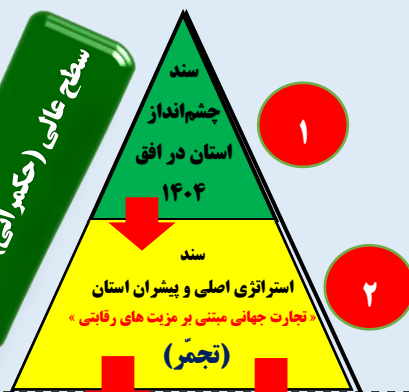 سطح عالی (حکمرانی)
سند
چشم‌انداز
استان در افق
۱۴۰۴
۱
سند
استراتژی اصلی و پیشران استان
« تجارت جهانی مبتنی بر مزیت های رقابتی »
(تجمّر)
۲